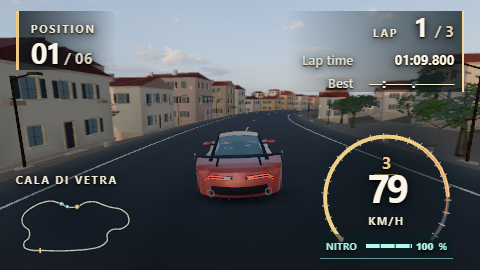 POSITION
01 / 06
LAP 1 / 3
Lap time 01:09.800
Best --:--.---
CALA DI VETRA
3
79
KM/H
NITRO 100 %